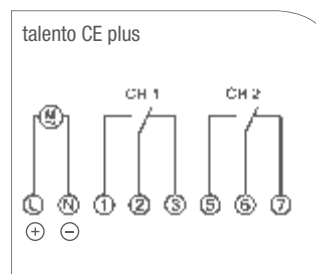 talento CE plus
CH 1 CH 2
M
L N 1 2 3 5 6 7
+ −